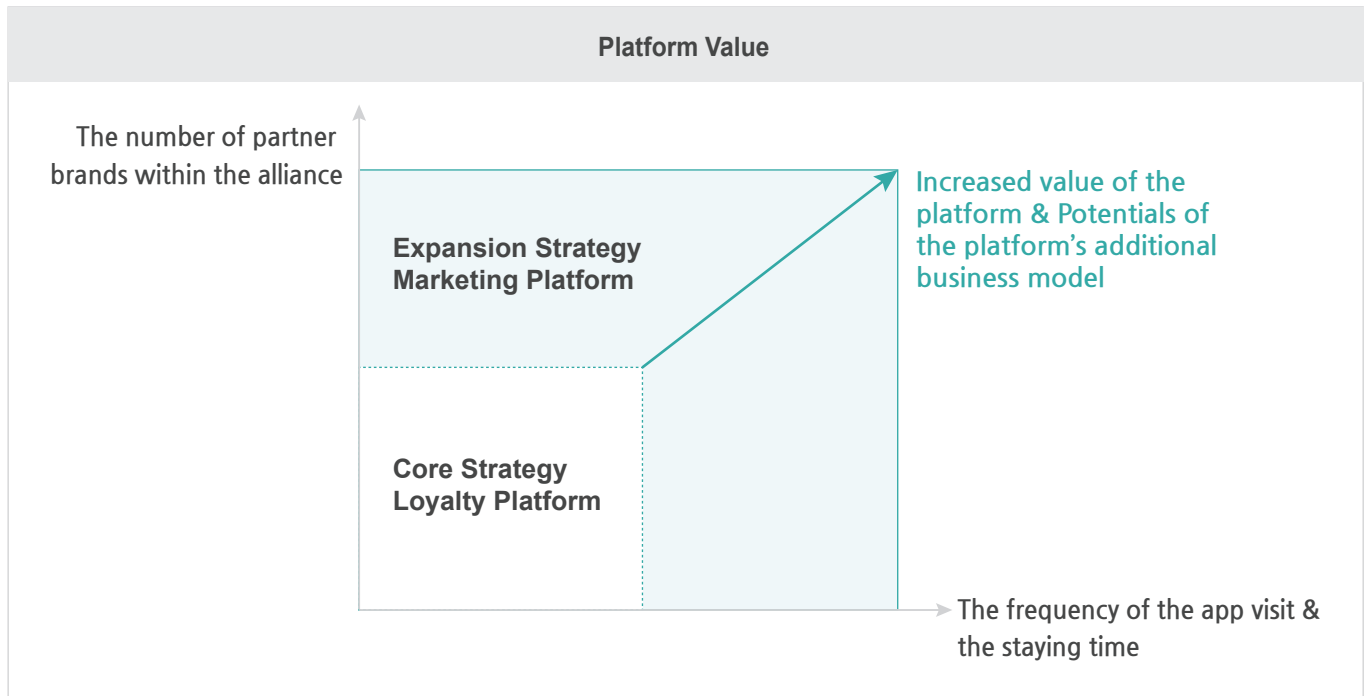 Platform Value
The number of partner
brands within the alliance
Increased value of the
platform & Potentials of
the platform’s additional
business model
Expansion Strategy
Marketing Platform
Core Strategy
Loyalty Platform
The frequency of the app visit &
the staying time